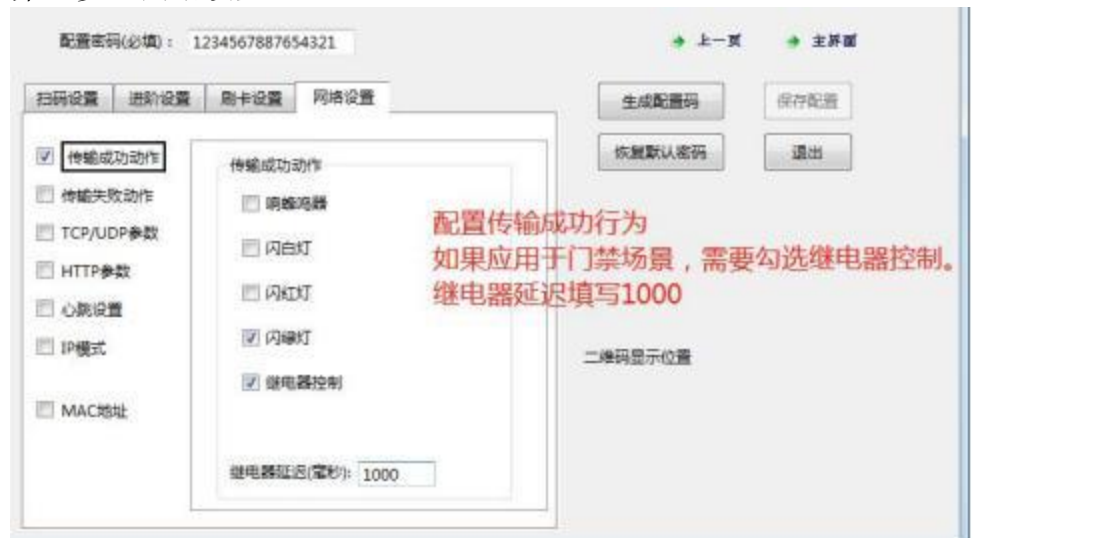 配置密码(必填)： 1234567887654321
上一页 主界面
扫码设置 进阶设置 刷卡设置 网络设置
生成配置码 保存配置
恢复默认密码 退出
传输成功动作
传输失败动作
TCP/UDP参数
HTTP参数
心跳设置
IP模式
MAC地址
传输成功动作
响蜂鸣器
闪白灯
闪红灯
闪绿灯
继电器控制
继电器延迟(毫秒): 1000
配置传输成功行为
如果应用于门禁场景，需要勾选继电器控制。
继电器延迟填写1000
二维码显示位置